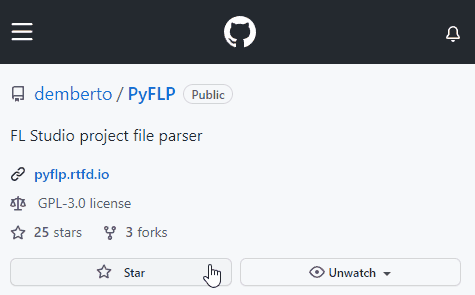 demberto / PyFLP Public
FL Studio project file parser
pyflp.rtfd.io
GPL-3.0 license
25 stars 3 forks
Star Unwatch